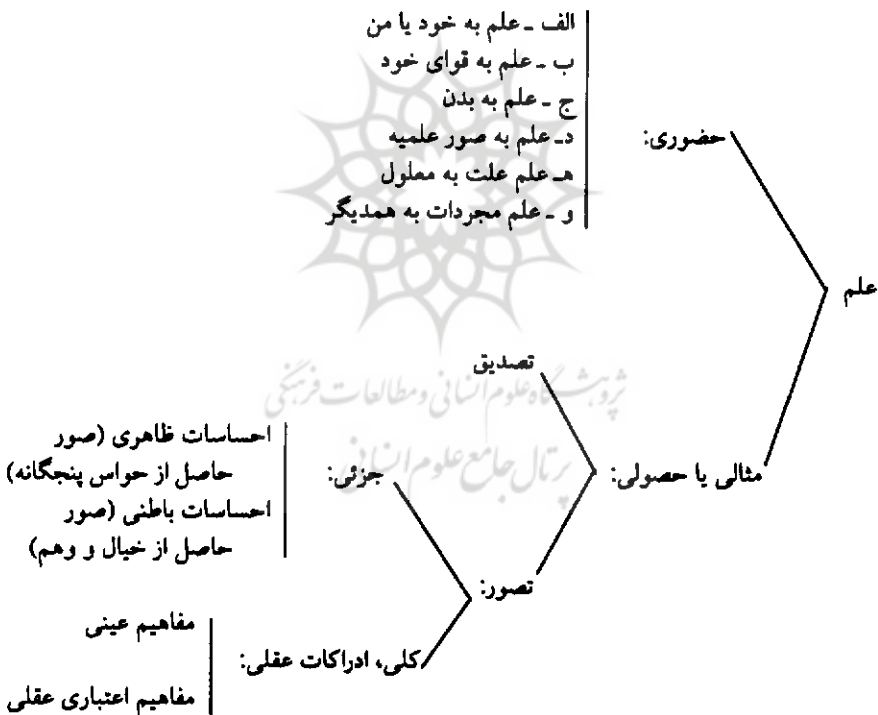 الف ـ علم به خود یا من
ب ـ علم به قوای خود
ج ـ علم به بدن
د ـ علم به صور علمیه
هـ علم علت به معلول
و ـ علم مجردات به همدیگر
حضوری:
علم
تصدیق
پژوهشگاه علوم انسانی و مطالعات فرهنگی
پرتال جامع علوم انسانی
مثالی یا حصولی:
احساسات ظاهری (صور
حاصل از حواس پنجگانه)
احساسات باطنی (صور
حاصل از خیال و وهم)
جزئی:
تصور:
کلی، ادراکات عقلی:
مفاهیم عینی
مفاهیم اعتباری عقلی